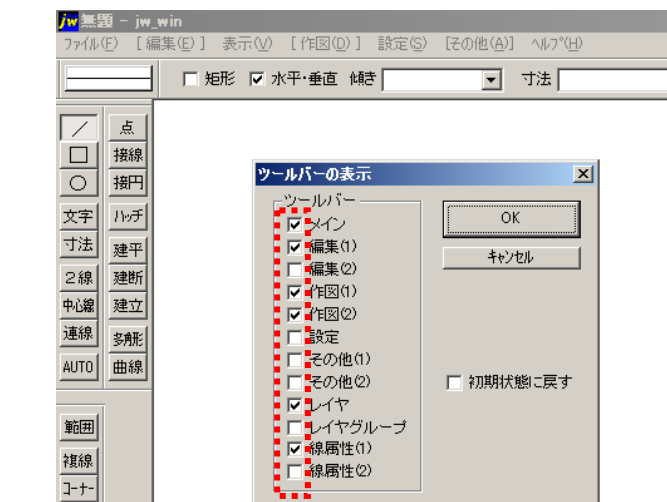 jw 無題 - jw_win
ファイル(F) [編集(E)] 表示(V) [作図(D)] 設定(S) [その他(A)] ヘルプ(H)
矩形 水平・垂直 傾き 寸法
点
接線
接円
文字 ハッチ
寸法 建平
2線 建断
中心線 建立
連線 多角形
AUTO 曲線
範囲
複線
コーナー
ツールバーの表示
ツールバー
メイン
編集(1)
編集(2)
作図(1)
作図(2)
設定
その他(1)
その他(2)
レイヤ
レイヤグループ
線属性(1)
線属性(2)
OK
キャンセル
初期状態に戻す